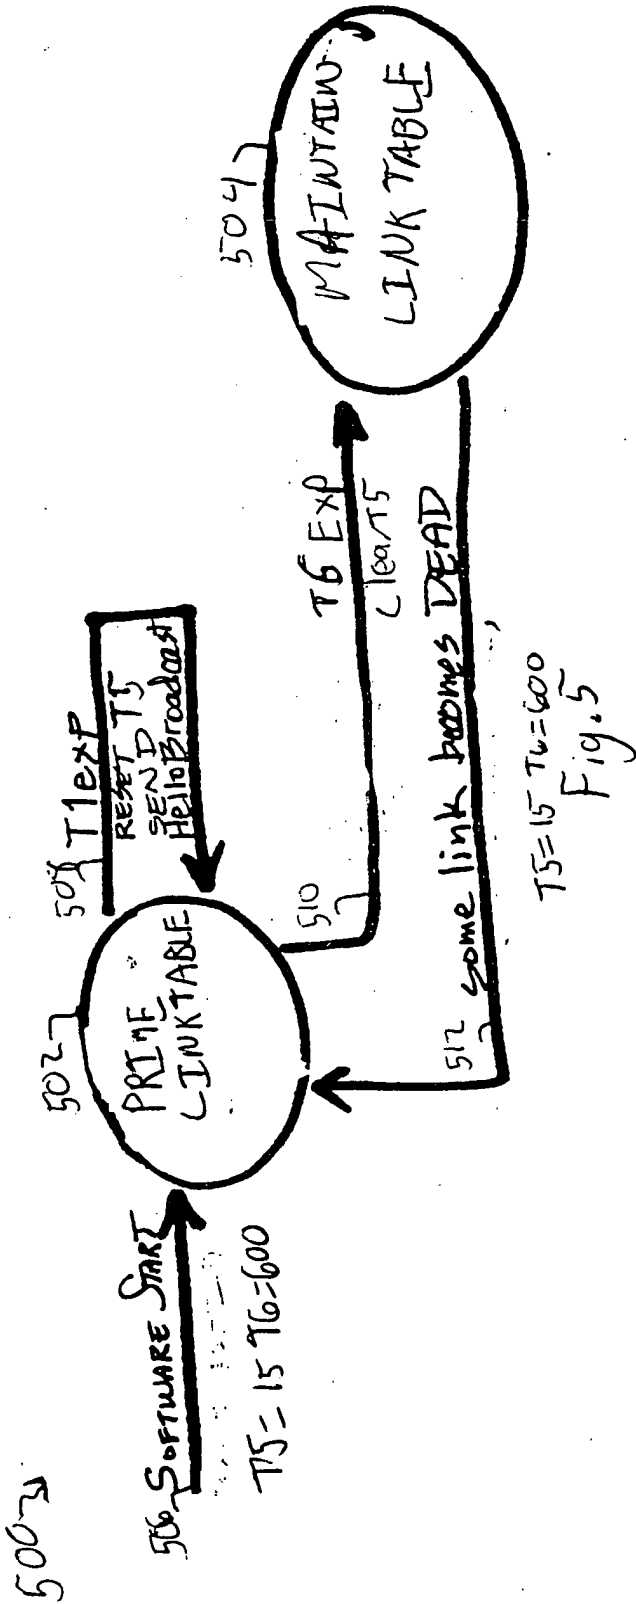 500
506 SOFTWARE START
T5=15 T6=600
502
PRIME
LINKTABLE
508 T1exp
RESET T5
SEND
HelloBroadcast
510
T6 Exp
Clear T5
504
MAINTAIN
LINK TABLE
512 some link becomes DEAD
T5=15 T6=600
Fig.5